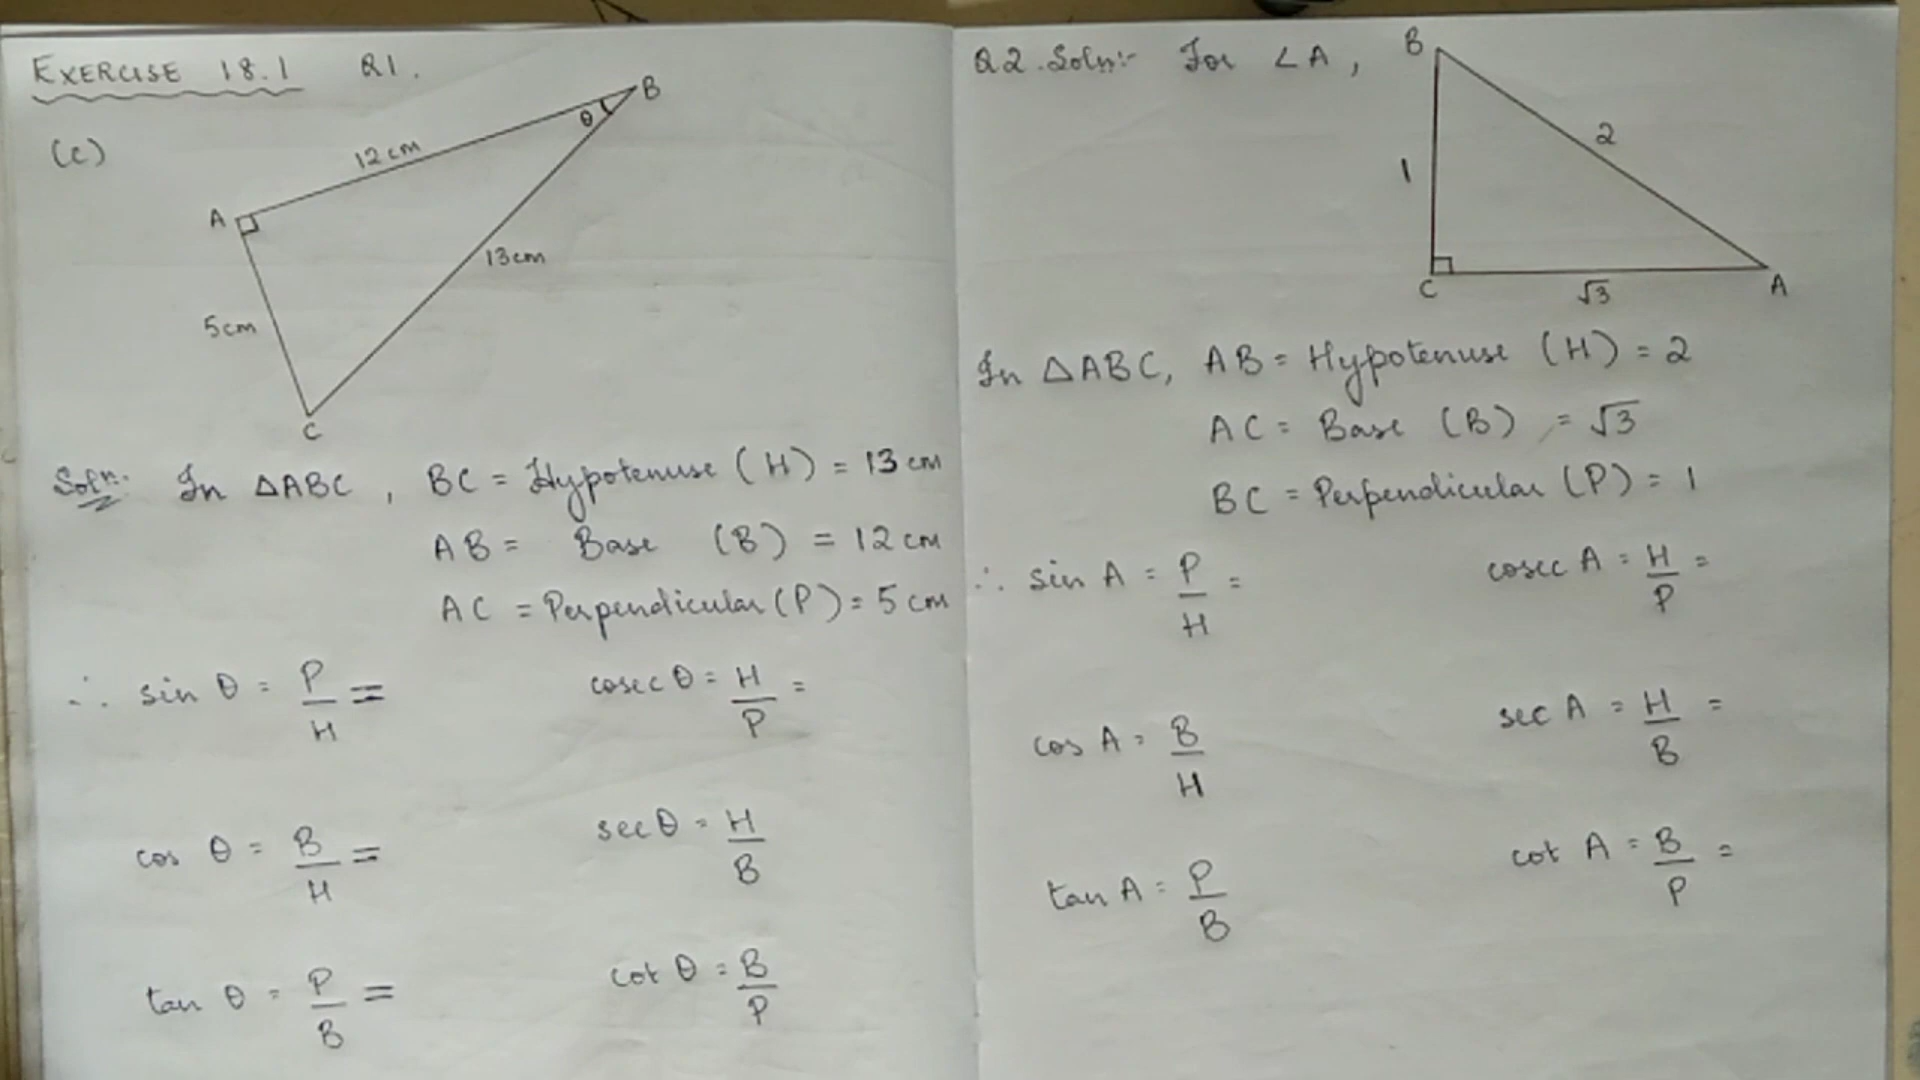 EXERCISE 18.1 Q1.
(c)
B
θ
12 cm
A
13 cm
5 cm
C
Soln. In △ABC, BC = Hypotenuse (H) = 13 cm
AB = Base (B) = 12 cm
AC = Perpendicular (P) = 5 cm
∴ sin θ = P/H =
cosec θ = H/P =
cos θ = B/H =
sec θ = H/B
tan θ = P/B =
cot θ = B/P
Q2. Soln:- For ∠A,
B
2
1
C
√3
A
In △ABC, AB = Hypotenuse (H) = 2
AC = Base (B) = √3
BC = Perpendicular (P) = 1
∴ sin A = P/H =
cosec A = H/P =
cos A = B/H
sec A = H/B =
tan A = P/B
cot A = B/P =